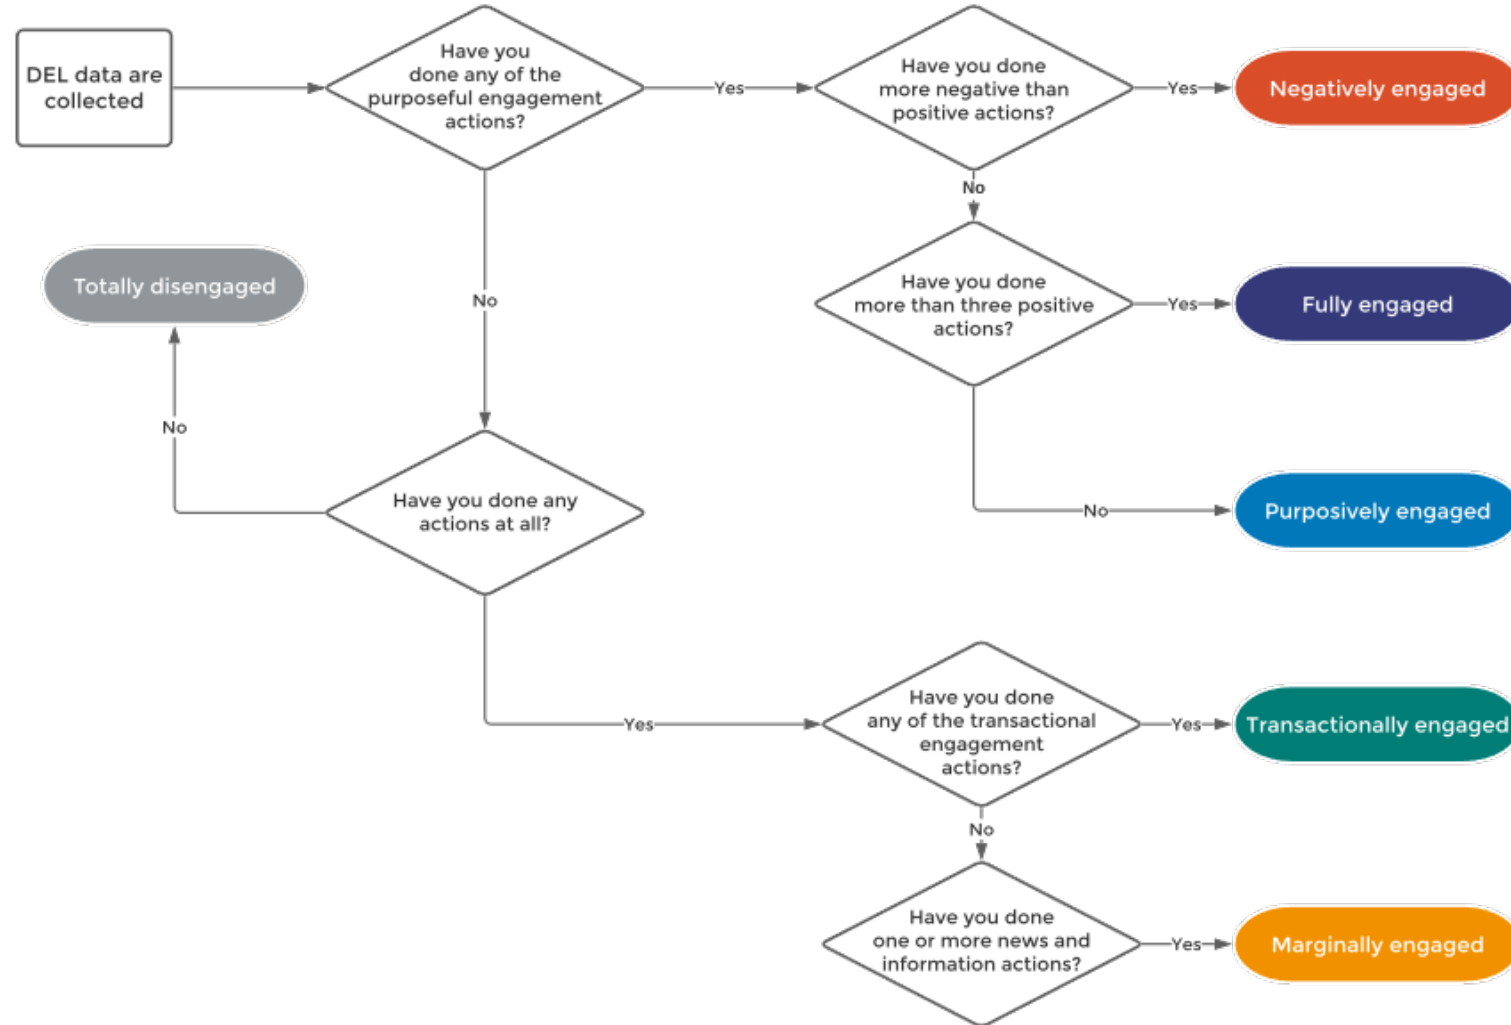 DEL data are
collected
Have you
done any of the
purposeful engagement
actions?
Yes
Have you done
more negative than
positive actions?
Yes
Negatively engaged
No
No
Have you done
more than three positive
actions?
Yes
Fully engaged
No
Purposively engaged
Totally disengaged
No
Have you done any
actions at all?
Yes
Have you done
any of the transactional
engagement
actions?
Yes
Transactionally engaged
No
Have you done
one or more news and
information actions?
Yes
Marginally engaged